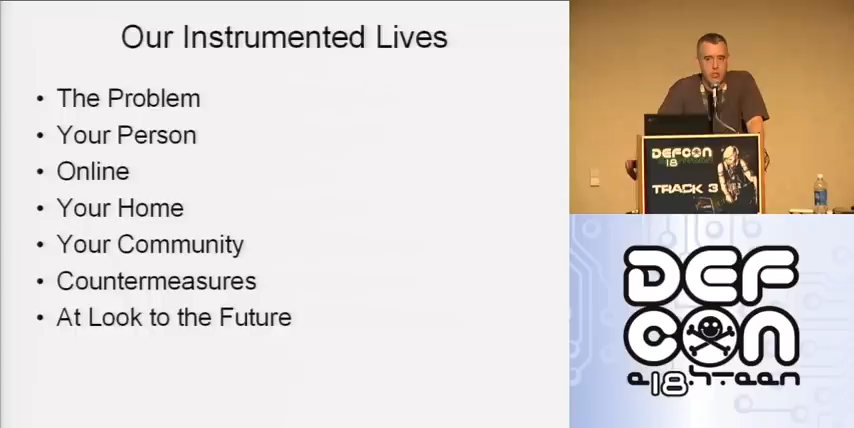 Our Instrumented Lives
• The Problem
• Your Person
• Online
• Your Home
• Your Community
• Countermeasures
• At Look to the Future
DEFCON
18
TRACK 3
DEF
CON
e18hteen